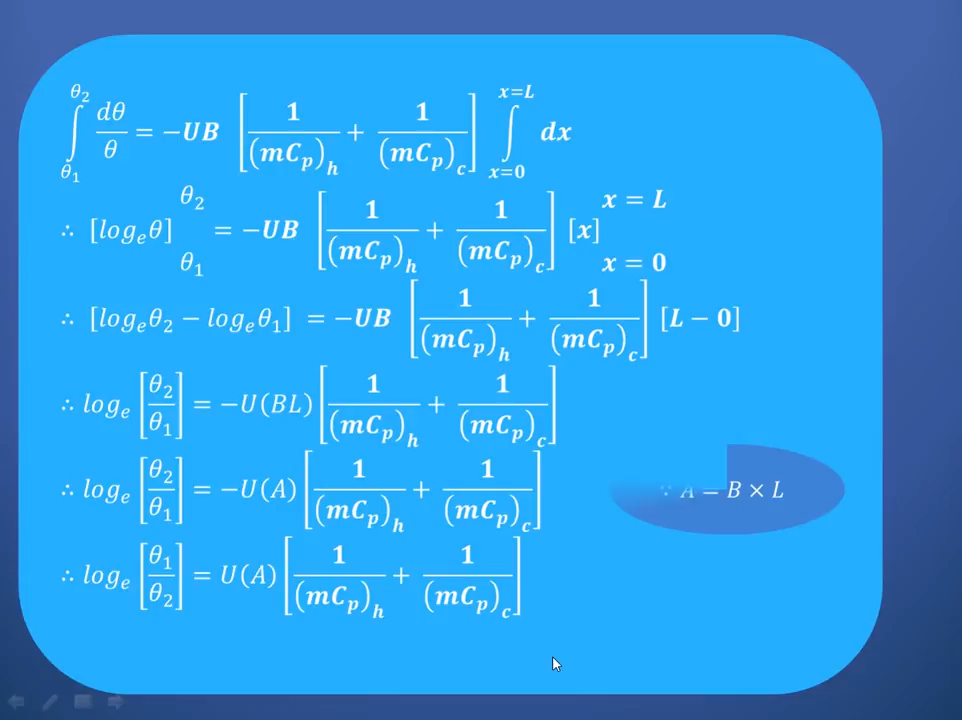 ∫_{θ₁}^{θ₂} dθ/θ = −UB [1/(mC_p)_h + 1/(mC_p)_c] ∫_{x=0}^{x=L} dx
∴ [log_e θ]_{θ₁}^{θ₂} = −UB [1/(mC_p)_h + 1/(mC_p)_c] [x]_{x=0}^{x=L}
∴ [log_e θ₂ − log_e θ₁] = −UB [1/(mC_p)_h + 1/(mC_p)_c] [L − 0]
∴ log_e [θ₂/θ₁] = −U(BL) [1/(mC_p)_h + 1/(mC_p)_c]
∴ log_e [θ₂/θ₁] = −U(A) [1/(mC_p)_h + 1/(mC_p)_c] ∵ A = B × L
∴ log_e [θ₁/θ₂] = U(A) [1/(mC_p)_h + 1/(mC_p)_c]